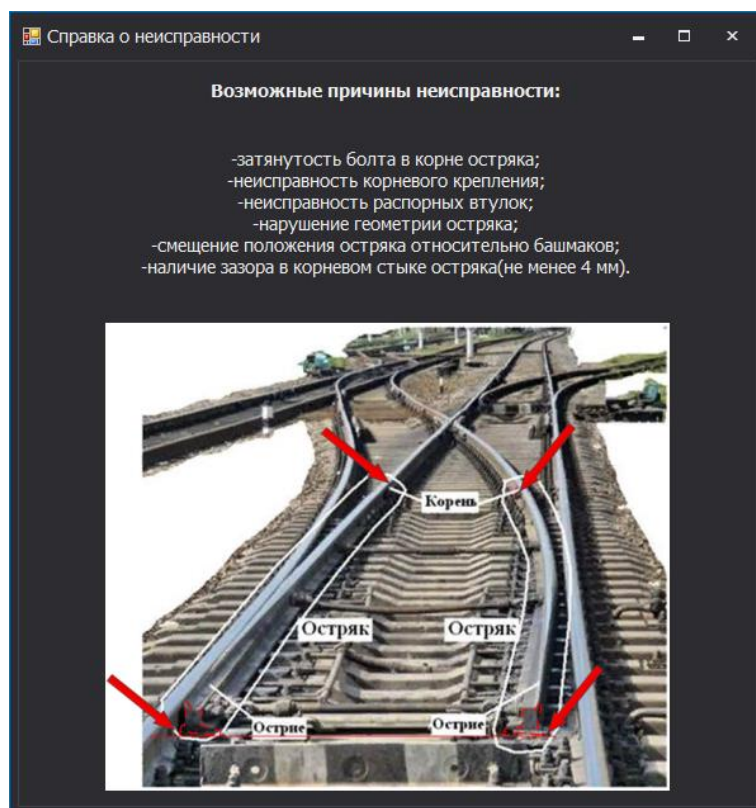 Справка о неисправности
Возможные причины неисправности:
-затянутость болта в корне остряка;
-неисправность корневого крепления;
-неисправность распорных втулок;
-нарушение геометрии остряка;
-смещение положения остряка относительно башмаков;
-наличие зазора в корневом стыке остряка(не менее 4 мм).
Корень
Остряк Остряк
Острие Острие